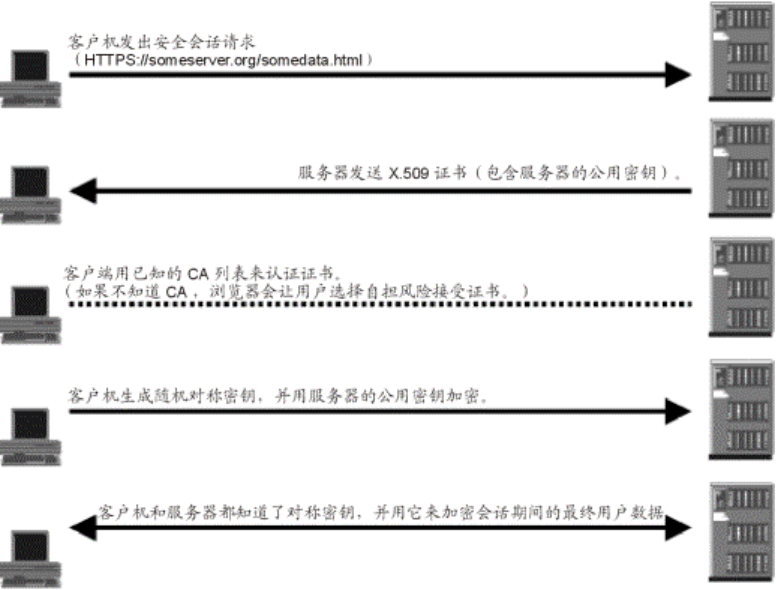 客户机发出安全会话请求
（HTTPS://someserver.org/somedata.html）
服务器发送 X.509 证书（包含服务器的公用密钥）。
客户端用已知的 CA 列表来认证证书。
（如果不知道 CA，浏览器会让用户选择自担风险接受证书。）
客户机生成随机对称密钥，并用服务器的公用密钥加密。
客户机和服务器都知道了对称密钥，并用它来加密会话期间的最终用户数据